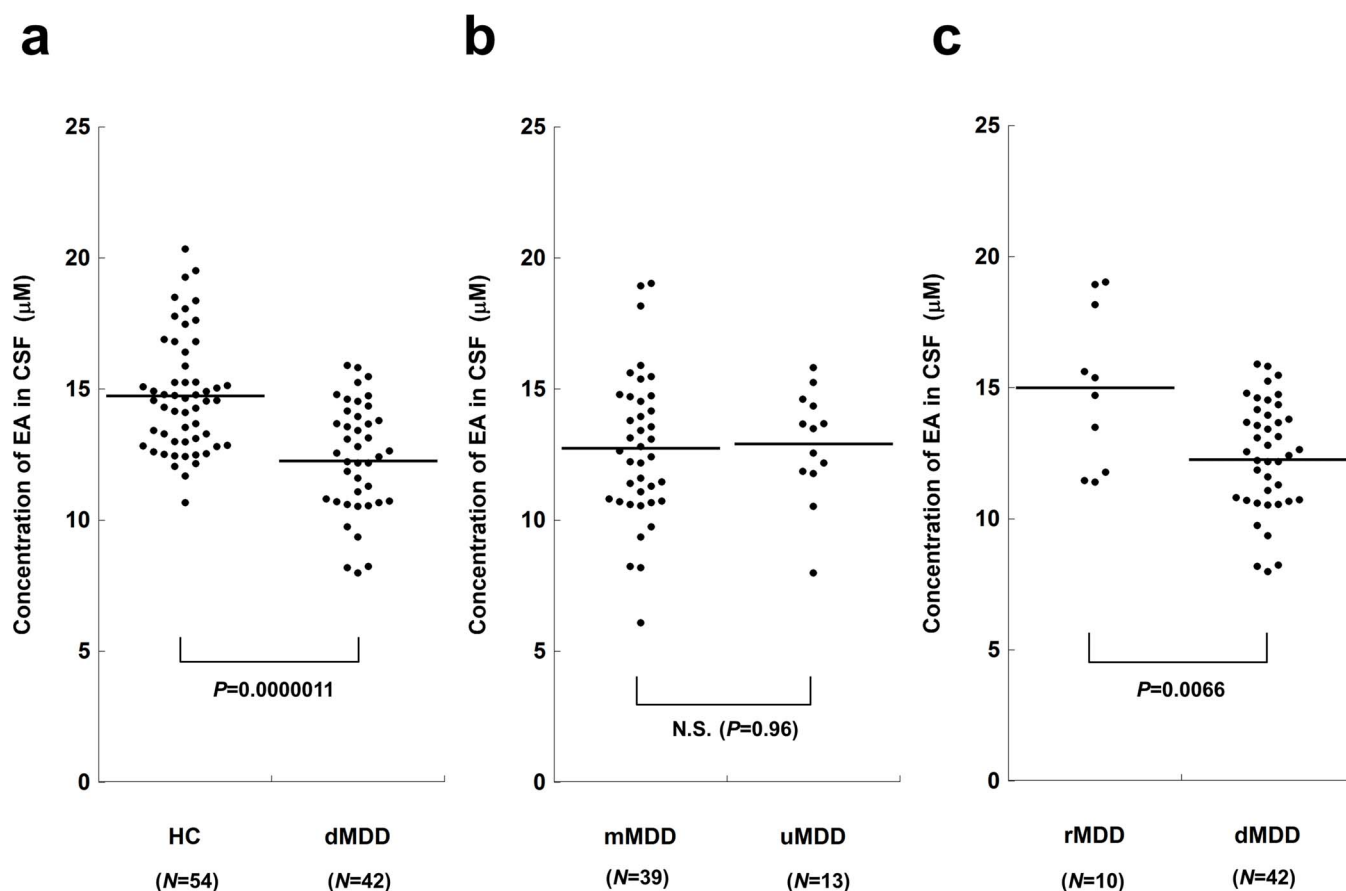 a
b
c
Concentration of EA in CSF (μM)
25
20
15
10
5
0
P=0.0000011
HC
dMDD
(N=54)
(N=42)
Concentration of EA in CSF (μM)
25
20
15
10
5
0
N.S. (P=0.96)
mMDD
uMDD
(N=39)
(N=13)
Concentration of EA in CSF (μM)
25
20
15
10
5
0
P=0.0066
rMDD
dMDD
(N=10)
(N=42)